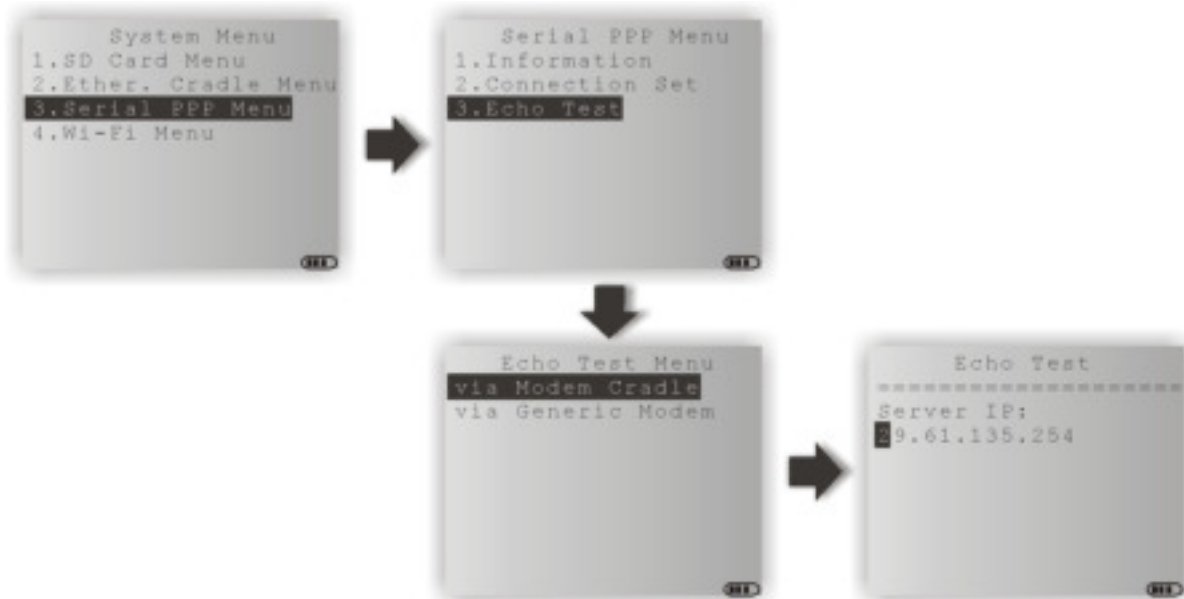 System Menu
1.SD Card Menu
2.Ether. Cradle Menu
3.Serial PPP Menu
4.Wi-Fi Menu
Serial PPP Menu
1.Information
2.Connection Set
3.Echo Test
Echo Test Menu
via Modem Cradle
via Generic Modem
Echo Test
====================
Server IP:
29.61.135.254